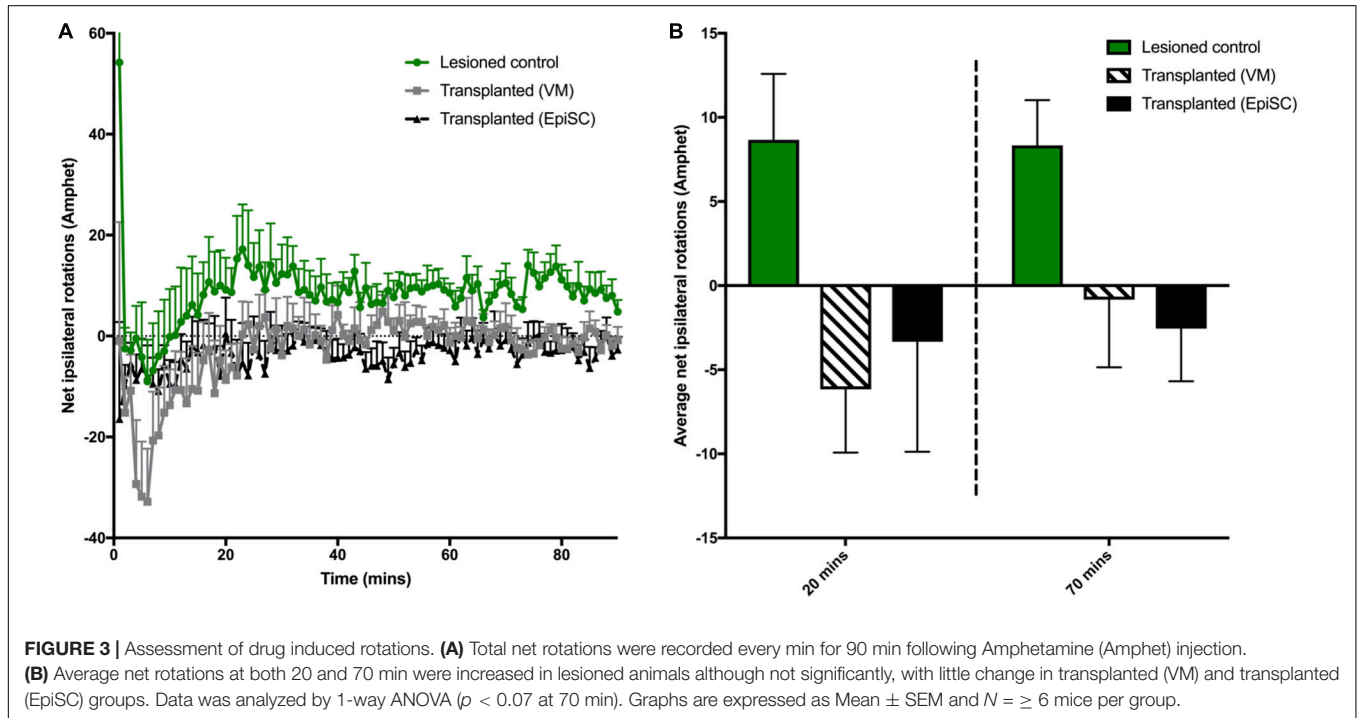 A
60
40
20
0
-20
-40
0
20
40
60
80
Net ipsilateral rotations (Amphet)
Time (mins)
Lesioned control
Transplanted (VM)
Transplanted (EpiSC)
B
15
10
5
0
-5
-10
-15
Average net ipsilateral rotations (Amphet)
20 mins
70 mins
Lesioned control
Transplanted (VM)
Transplanted (EpiSC)
FIGURE 3 | Assessment of drug induced rotations. (A) Total net rotations were recorded every min for 90 min following Amphetamine (Amphet) injection.
(B) Average net rotations at both 20 and 70 min were increased in lesioned animals although not significantly, with little change in transplanted (VM) and transplanted
(EpiSC) groups. Data was analyzed by 1-way ANOVA (p < 0.07 at 70 min). Graphs are expressed as Mean ± SEM and N = ≥ 6 mice per group.